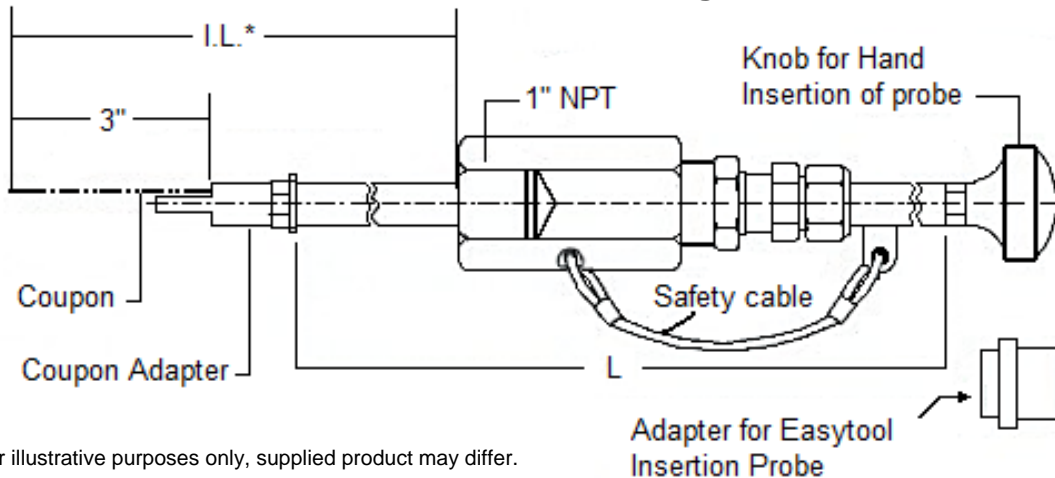 I.L.*
Knob for Hand
Insertion of probe
1" NPT
3"
Coupon
Safety cable
Coupon Adapter
L
Adapter for Easytool
Insertion Probe
r illustrative purposes only, supplied product may differ.